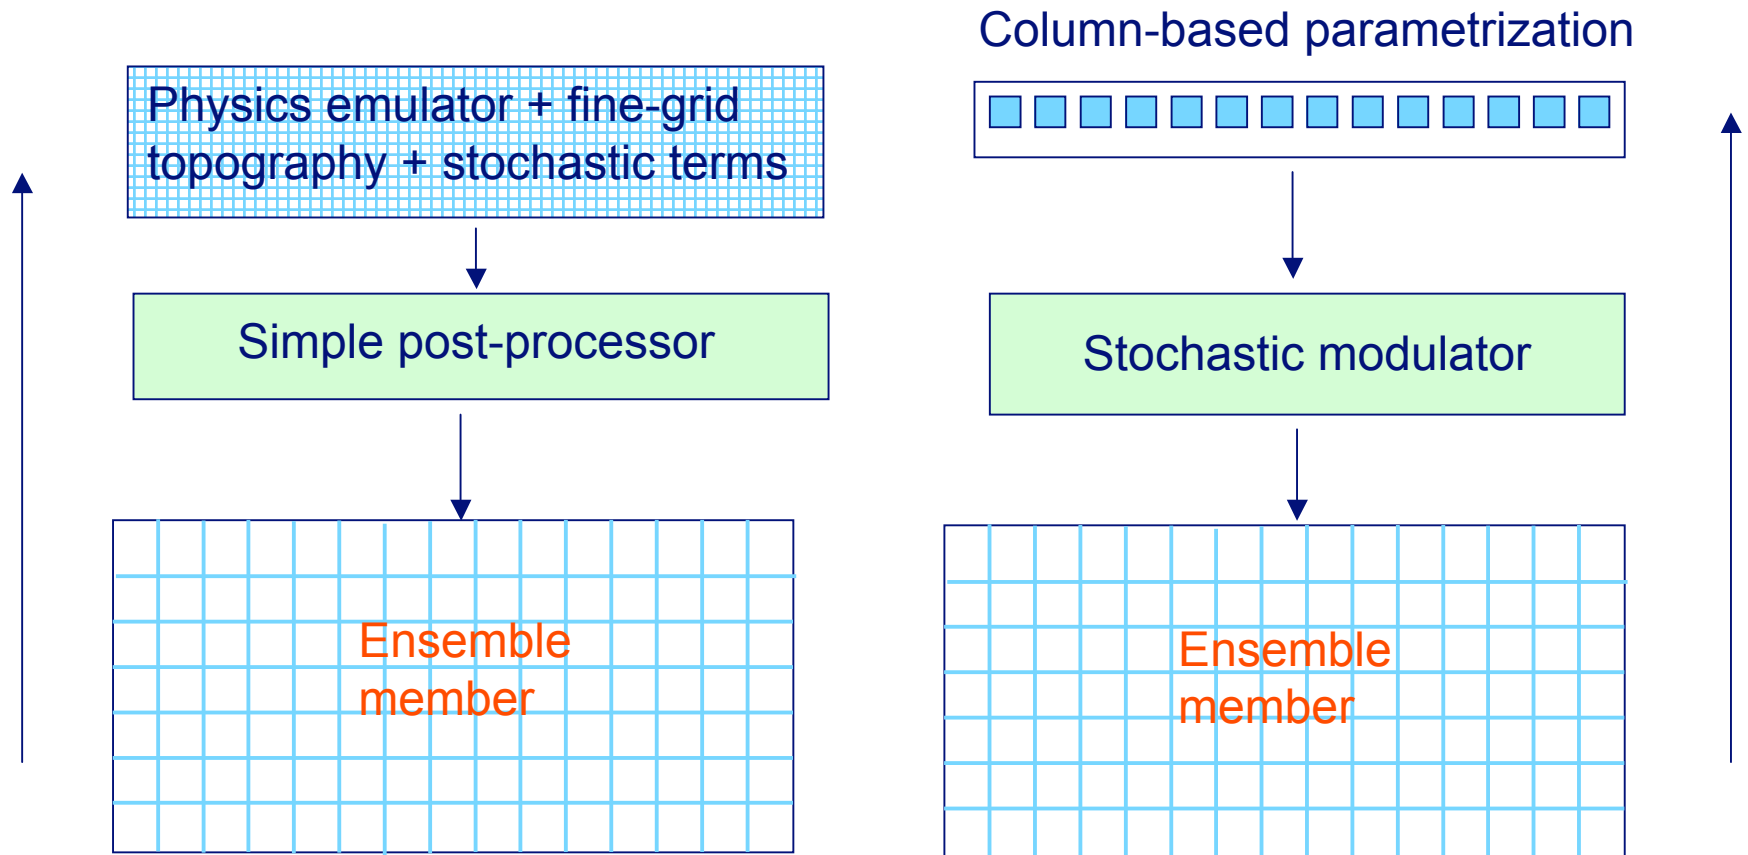 Column-based parametrization
Physics emulator + fine-grid
topography + stochastic terms
Simple post-processor
Stochastic modulator
Ensemble
member
Ensemble
member